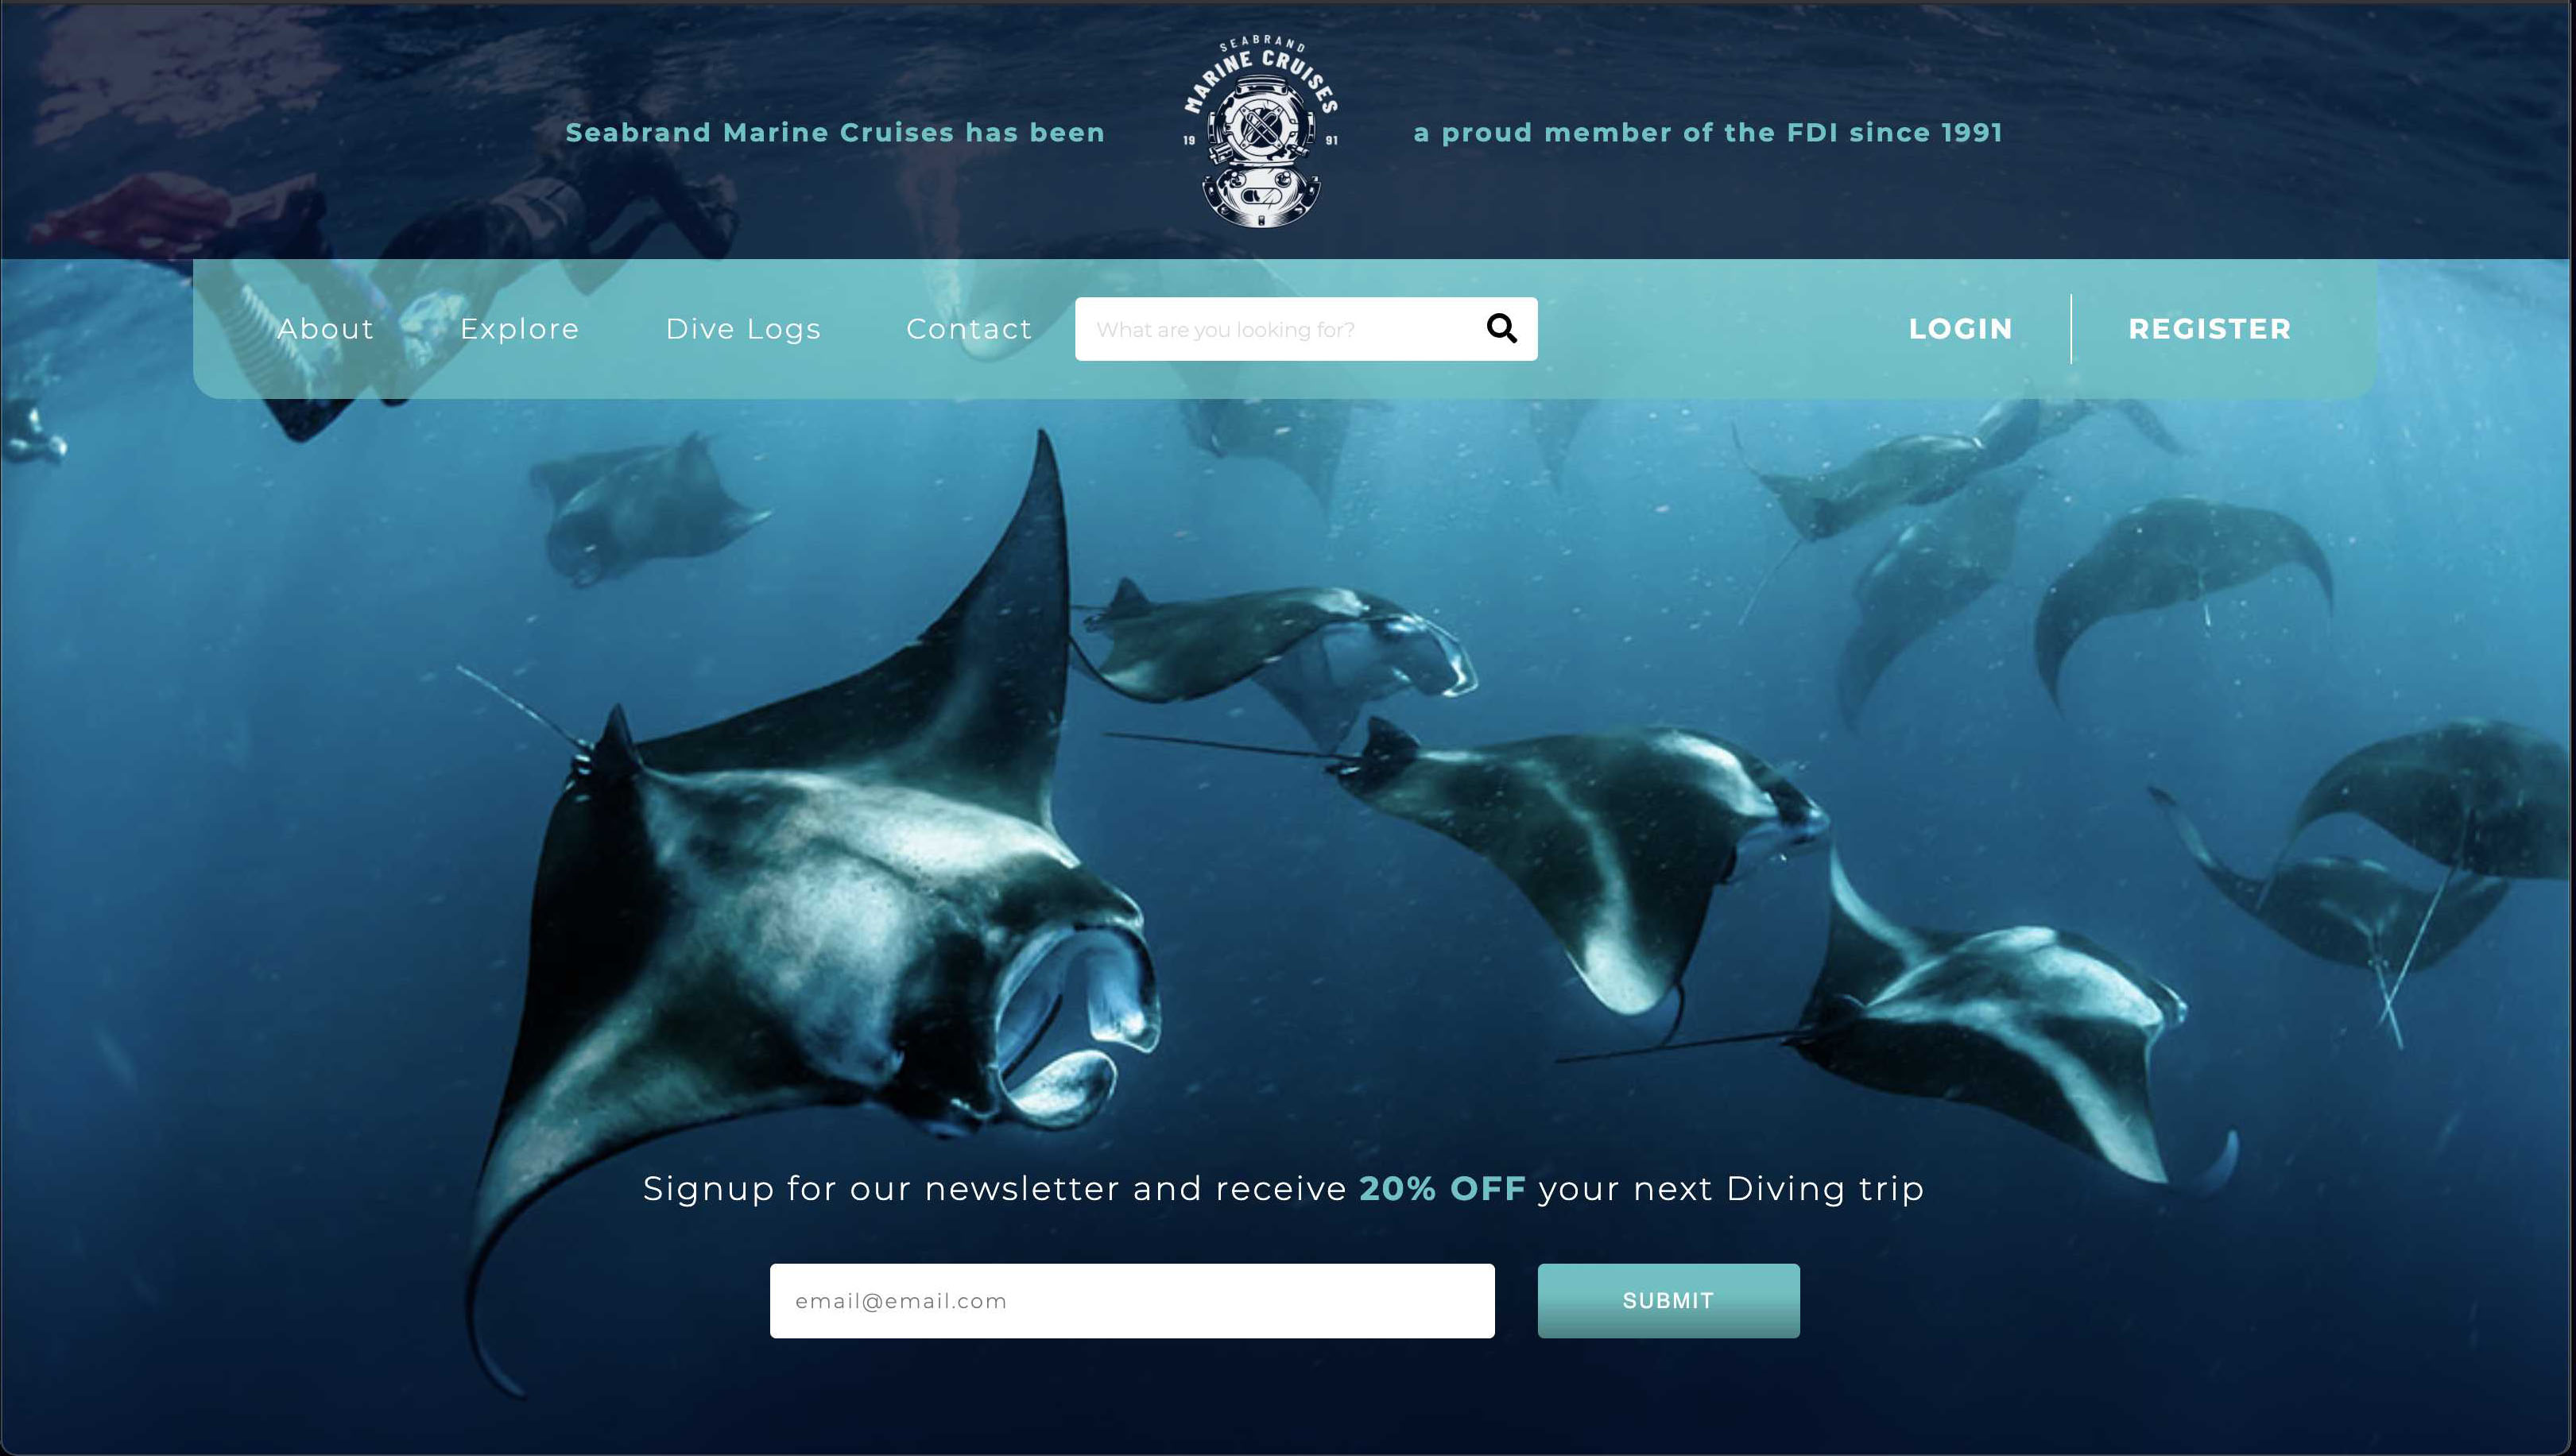 SEABRAND
MARINE CRUISES
19 91
Seabrand Marine Cruises has been
a proud member of the FDI since 1991
About Explore Dive Logs Contact What are you looking for? LOGIN REGISTER
Signup for our newsletter and receive 20% OFF your next Diving trip
email@email.com SUBMIT